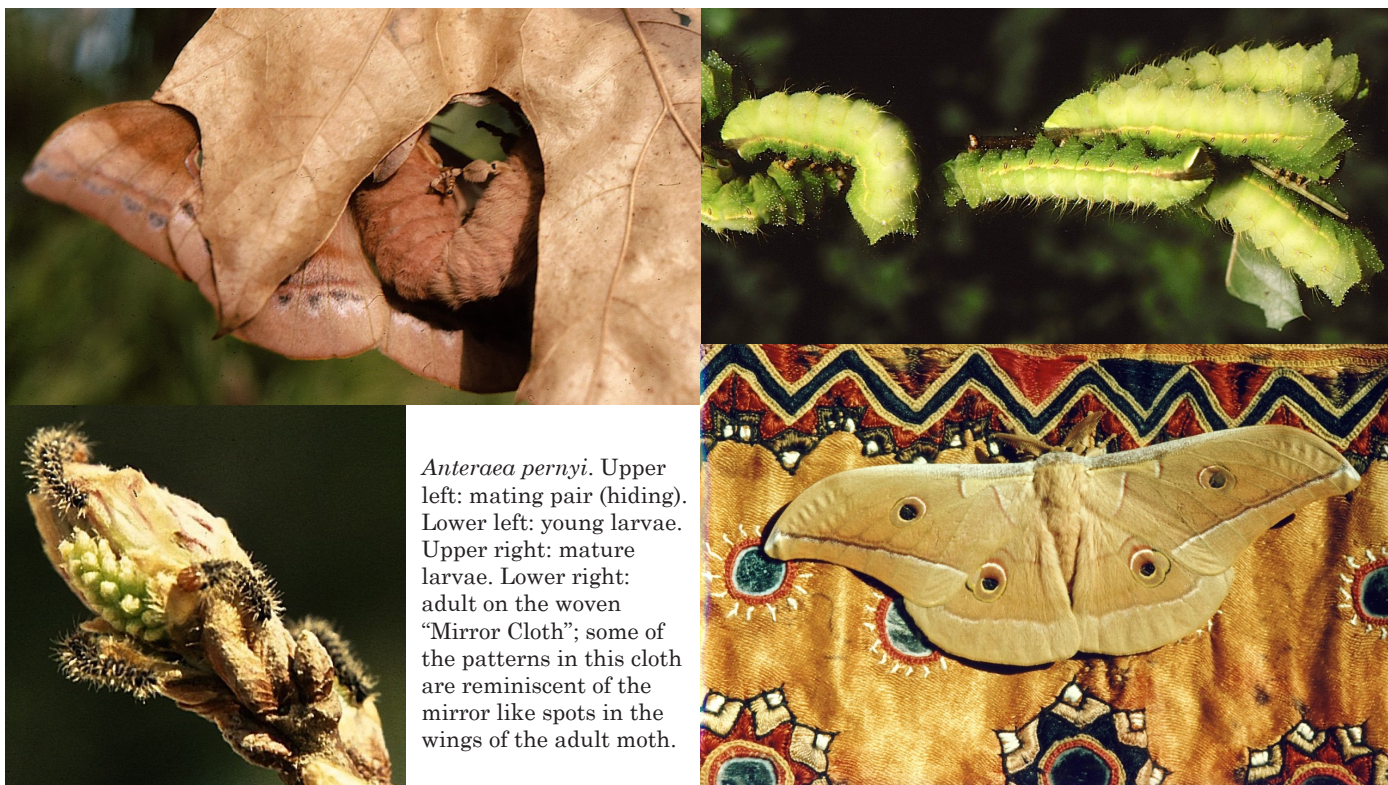 Anteraea pernyi. Upper
left: mating pair (hiding).
Lower left: young larvae.
Upper right: mature
larvae. Lower right:
adult on the woven
“Mirror Cloth”; some of
the patterns in this cloth
are reminiscent of the
mirror like spots in the
wings of the adult moth.